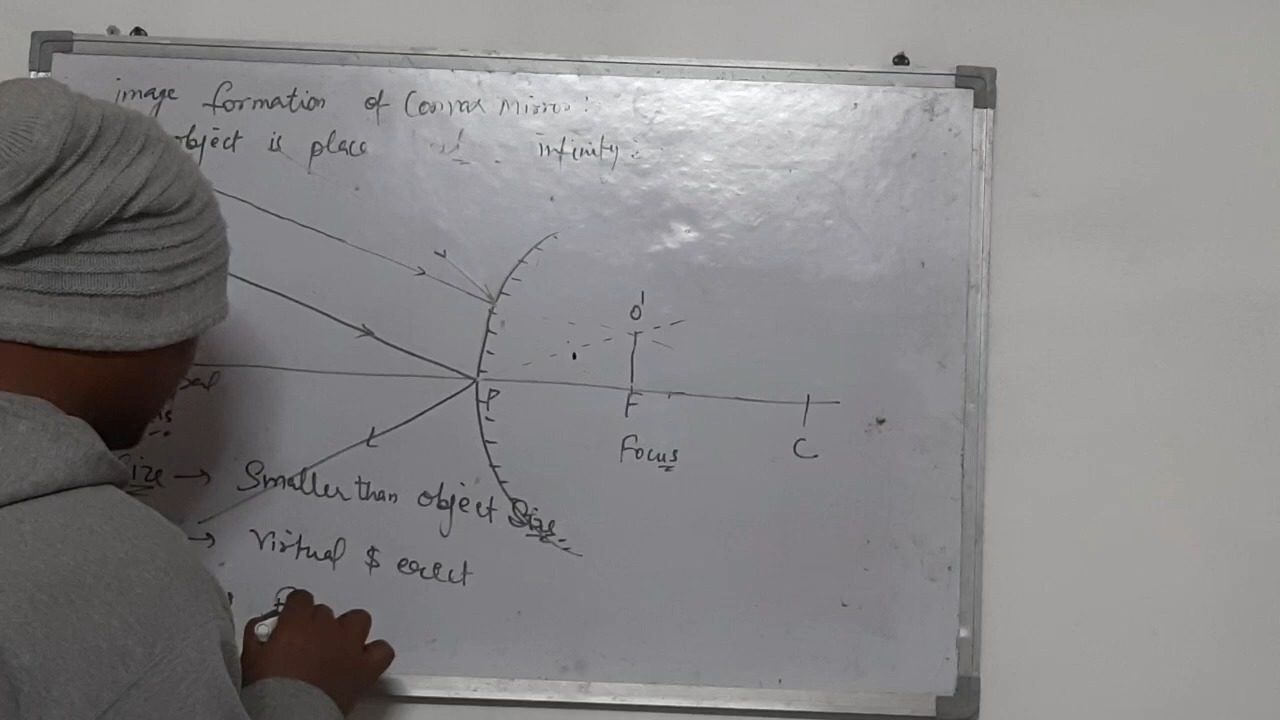 image formation of Convex Mirror:
object is place infinity:
O'
P
F
C
Focus
Size → Smaller than object Size.
→ Virtual $ erect